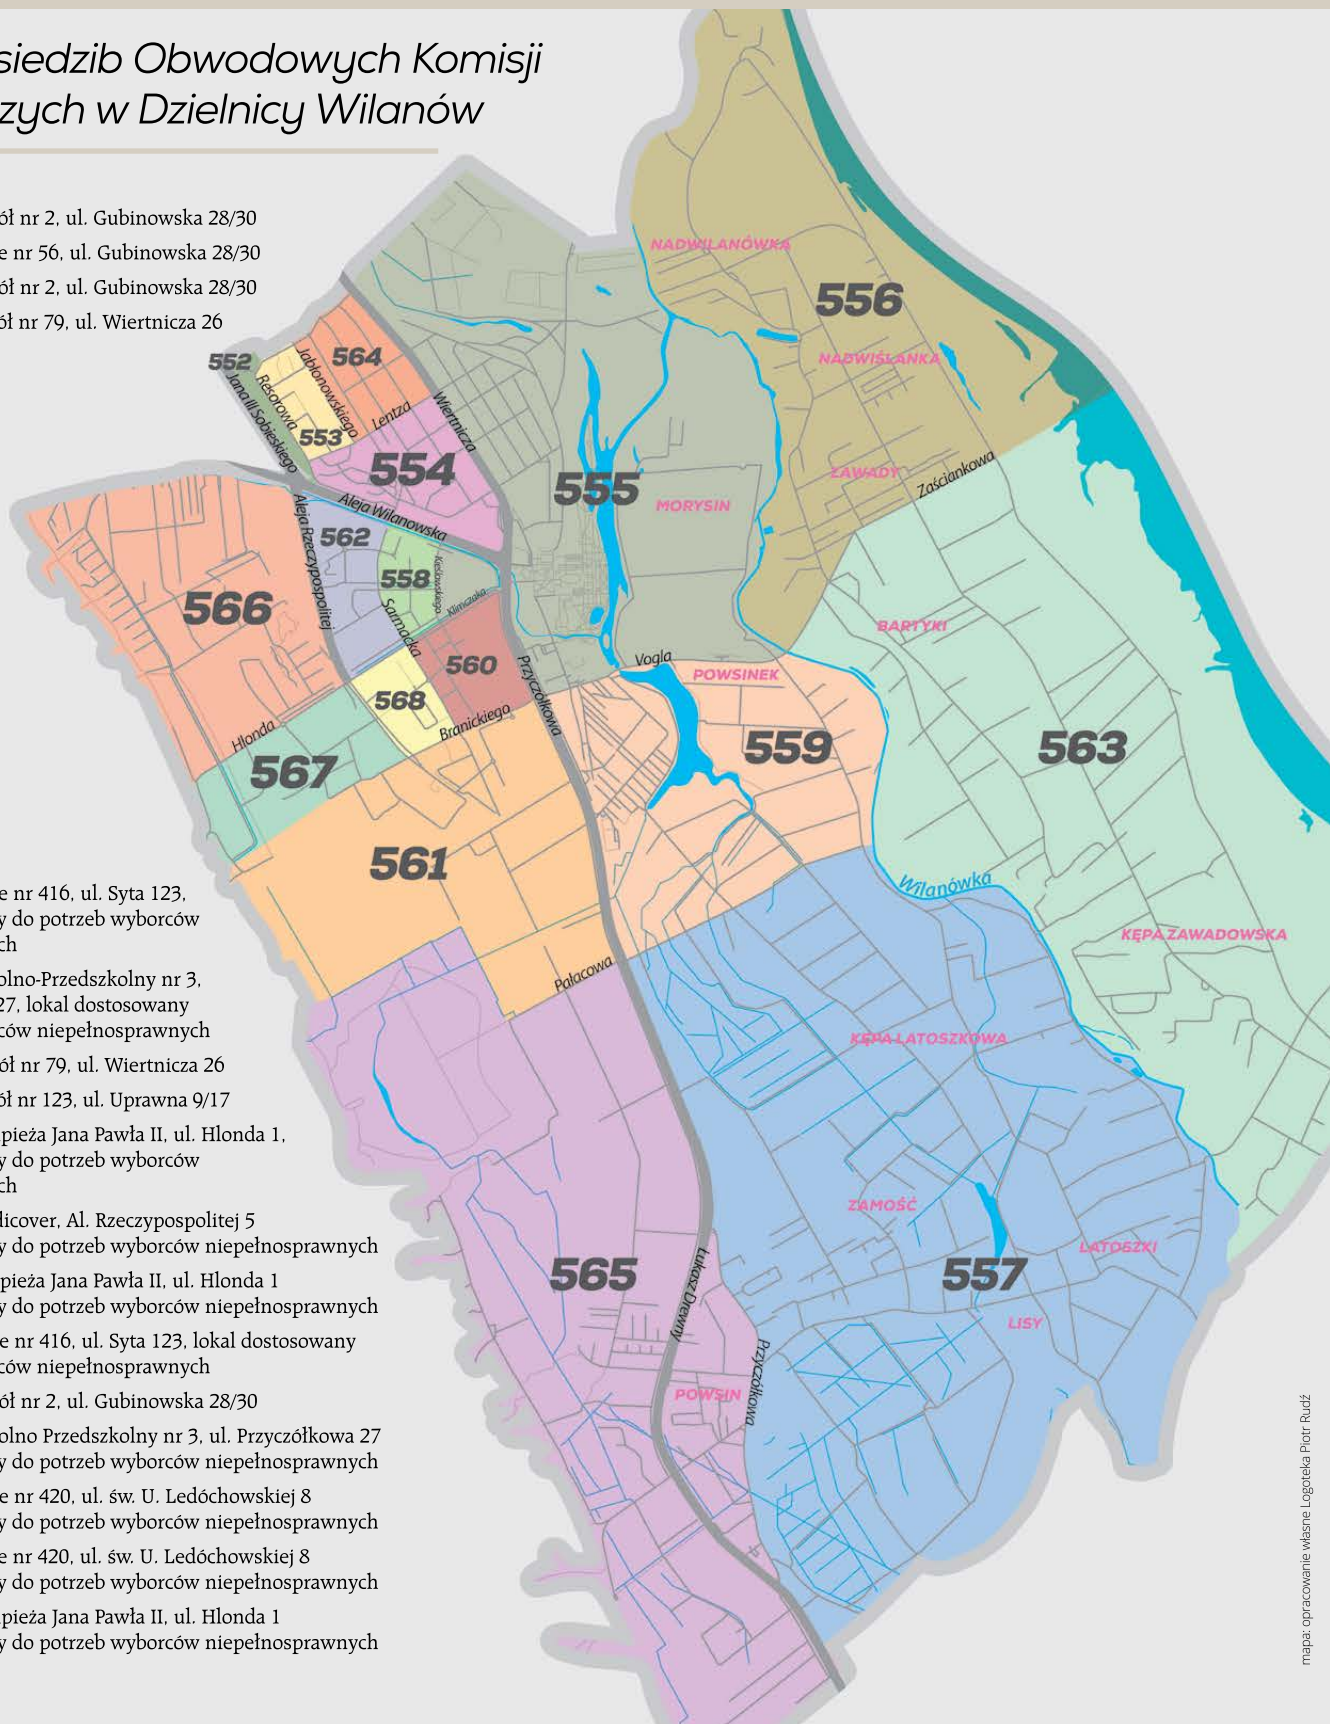 siedzib Obwodowych Komisji
zych w Dzielnicy Wilanów
ół nr 2, ul. Gubinowska 28/30
e nr 56, ul. Gubinowska 28/30
ół nr 2, ul. Gubinowska 28/30
ół nr 79, ul. Wiertnicza 26
e nr 416, ul. Syta 123,
y do potrzeb wyborców
ch
olno-Przedszkolny nr 3,
27, lokal dostosowany
ców niepełnosprawnych
ół nr 79, ul. Wiertnicza 26
ół nr 123, ul. Uprawna 9/17
pieża Jana Pawła II, ul. Hlonda 1,
y do potrzeb wyborców
ch
licover, Al. Rzeczypospolitej 5
y do potrzeb wyborców niepełnosprawnych
pieża Jana Pawła II, ul. Hlonda 1
y do potrzeb wyborców niepełnosprawnych
e nr 416, ul. Syta 123, lokal dostosowany
ców niepełnosprawnych
ół nr 2, ul. Gubinowska 28/30
olno Przedszkolny nr 3, ul. Przyczółkowa 27
y do potrzeb wyborców niepełnosprawnych
e nr 420, ul. św. U. Ledóchowskiej 8
y do potrzeb wyborców niepełnosprawnych
e nr 420, ul. św. U. Ledóchowskiej 8
y do potrzeb wyborców niepełnosprawnych
pieża Jana Pawła II, ul. Hlonda 1
y do potrzeb wyborców niepełnosprawnych
NADWILANÓWKA
556
NADWIŚLANKA
552
564
Jabłonowskiego
Resorowa
Jana III Sobieskiego
553
Lentza
Wiertnicza
554
555
ZAWADY
Zaściankowa
MORYSIN
Aleja Wilanowska
Aleja Rzeczypospolitej
562
558
Kieślowskiego
Klimczaka
Sarmacka
566
560
568
BARTYKI
Vogla
POWSINEK
Przyczółkowa
Branickiego
Hlonda
567
559
563
561
Wilanówka
KĘPA ZAWADOWSKA
Pałacowa
KĘPA LATOSZKOWA
ZAMOŚĆ
LATOSZKI
565
557
Łukasz Drewny
LISY
Przyczółkowa
POWSIN
mapa: opracowanie własne Logoteka Piotr Rudź